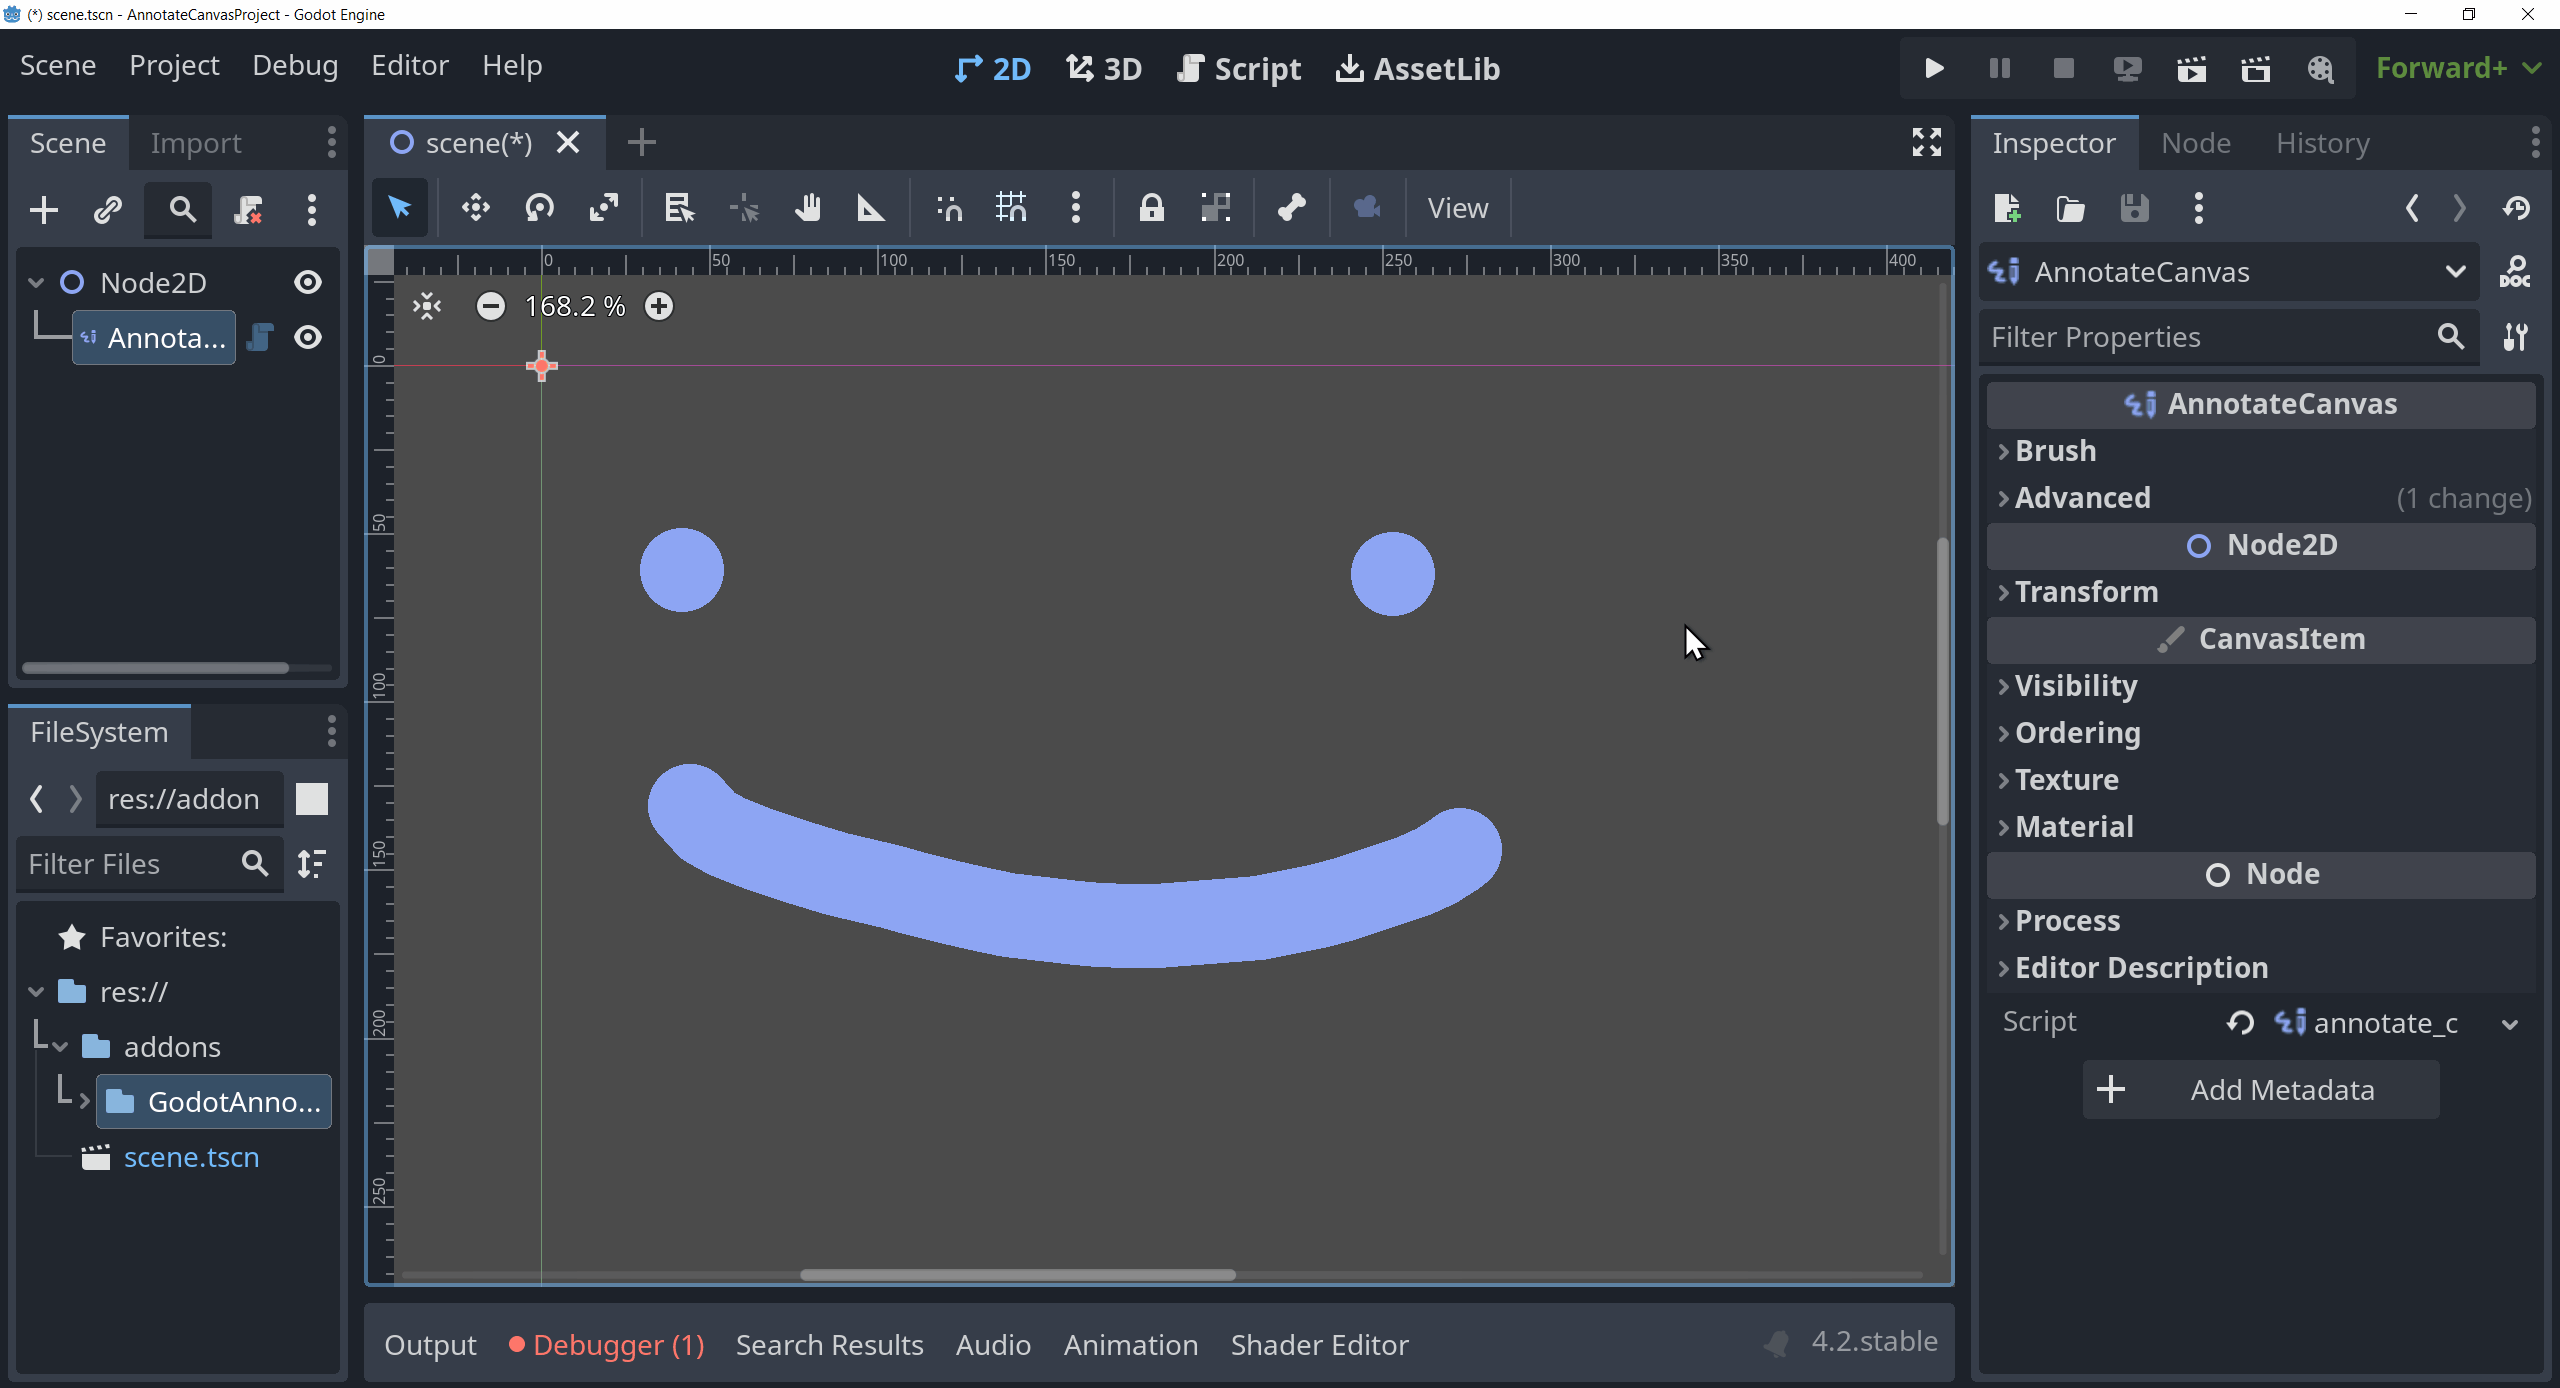 (*) scene.tscn - AnnotateCanvasProject - Godot Engine
Scene Project Debug Editor Help
2D 3D Script AssetLib
Forward+
Scene Import
Node2D
Annota...
FileSystem
res://addon
Filter Files
Favorites:
res://
addons
GodotAnno...
scene.tscn
scene(*)
View
0 50 100 150 200 250 300 350 400
168.2 %
0
50
100
150
200
250
Output Debugger (1) Search Results Audio Animation Shader Editor
4.2.stable
Inspector Node History
AnnotateCanvas
DOC
Filter Properties
AnnotateCanvas
Brush
Advanced (1 change)
Node2D
Transform
CanvasItem
Visibility
Ordering
Texture
Material
Node
Process
Editor Description
Script annotate_c
Add Metadata